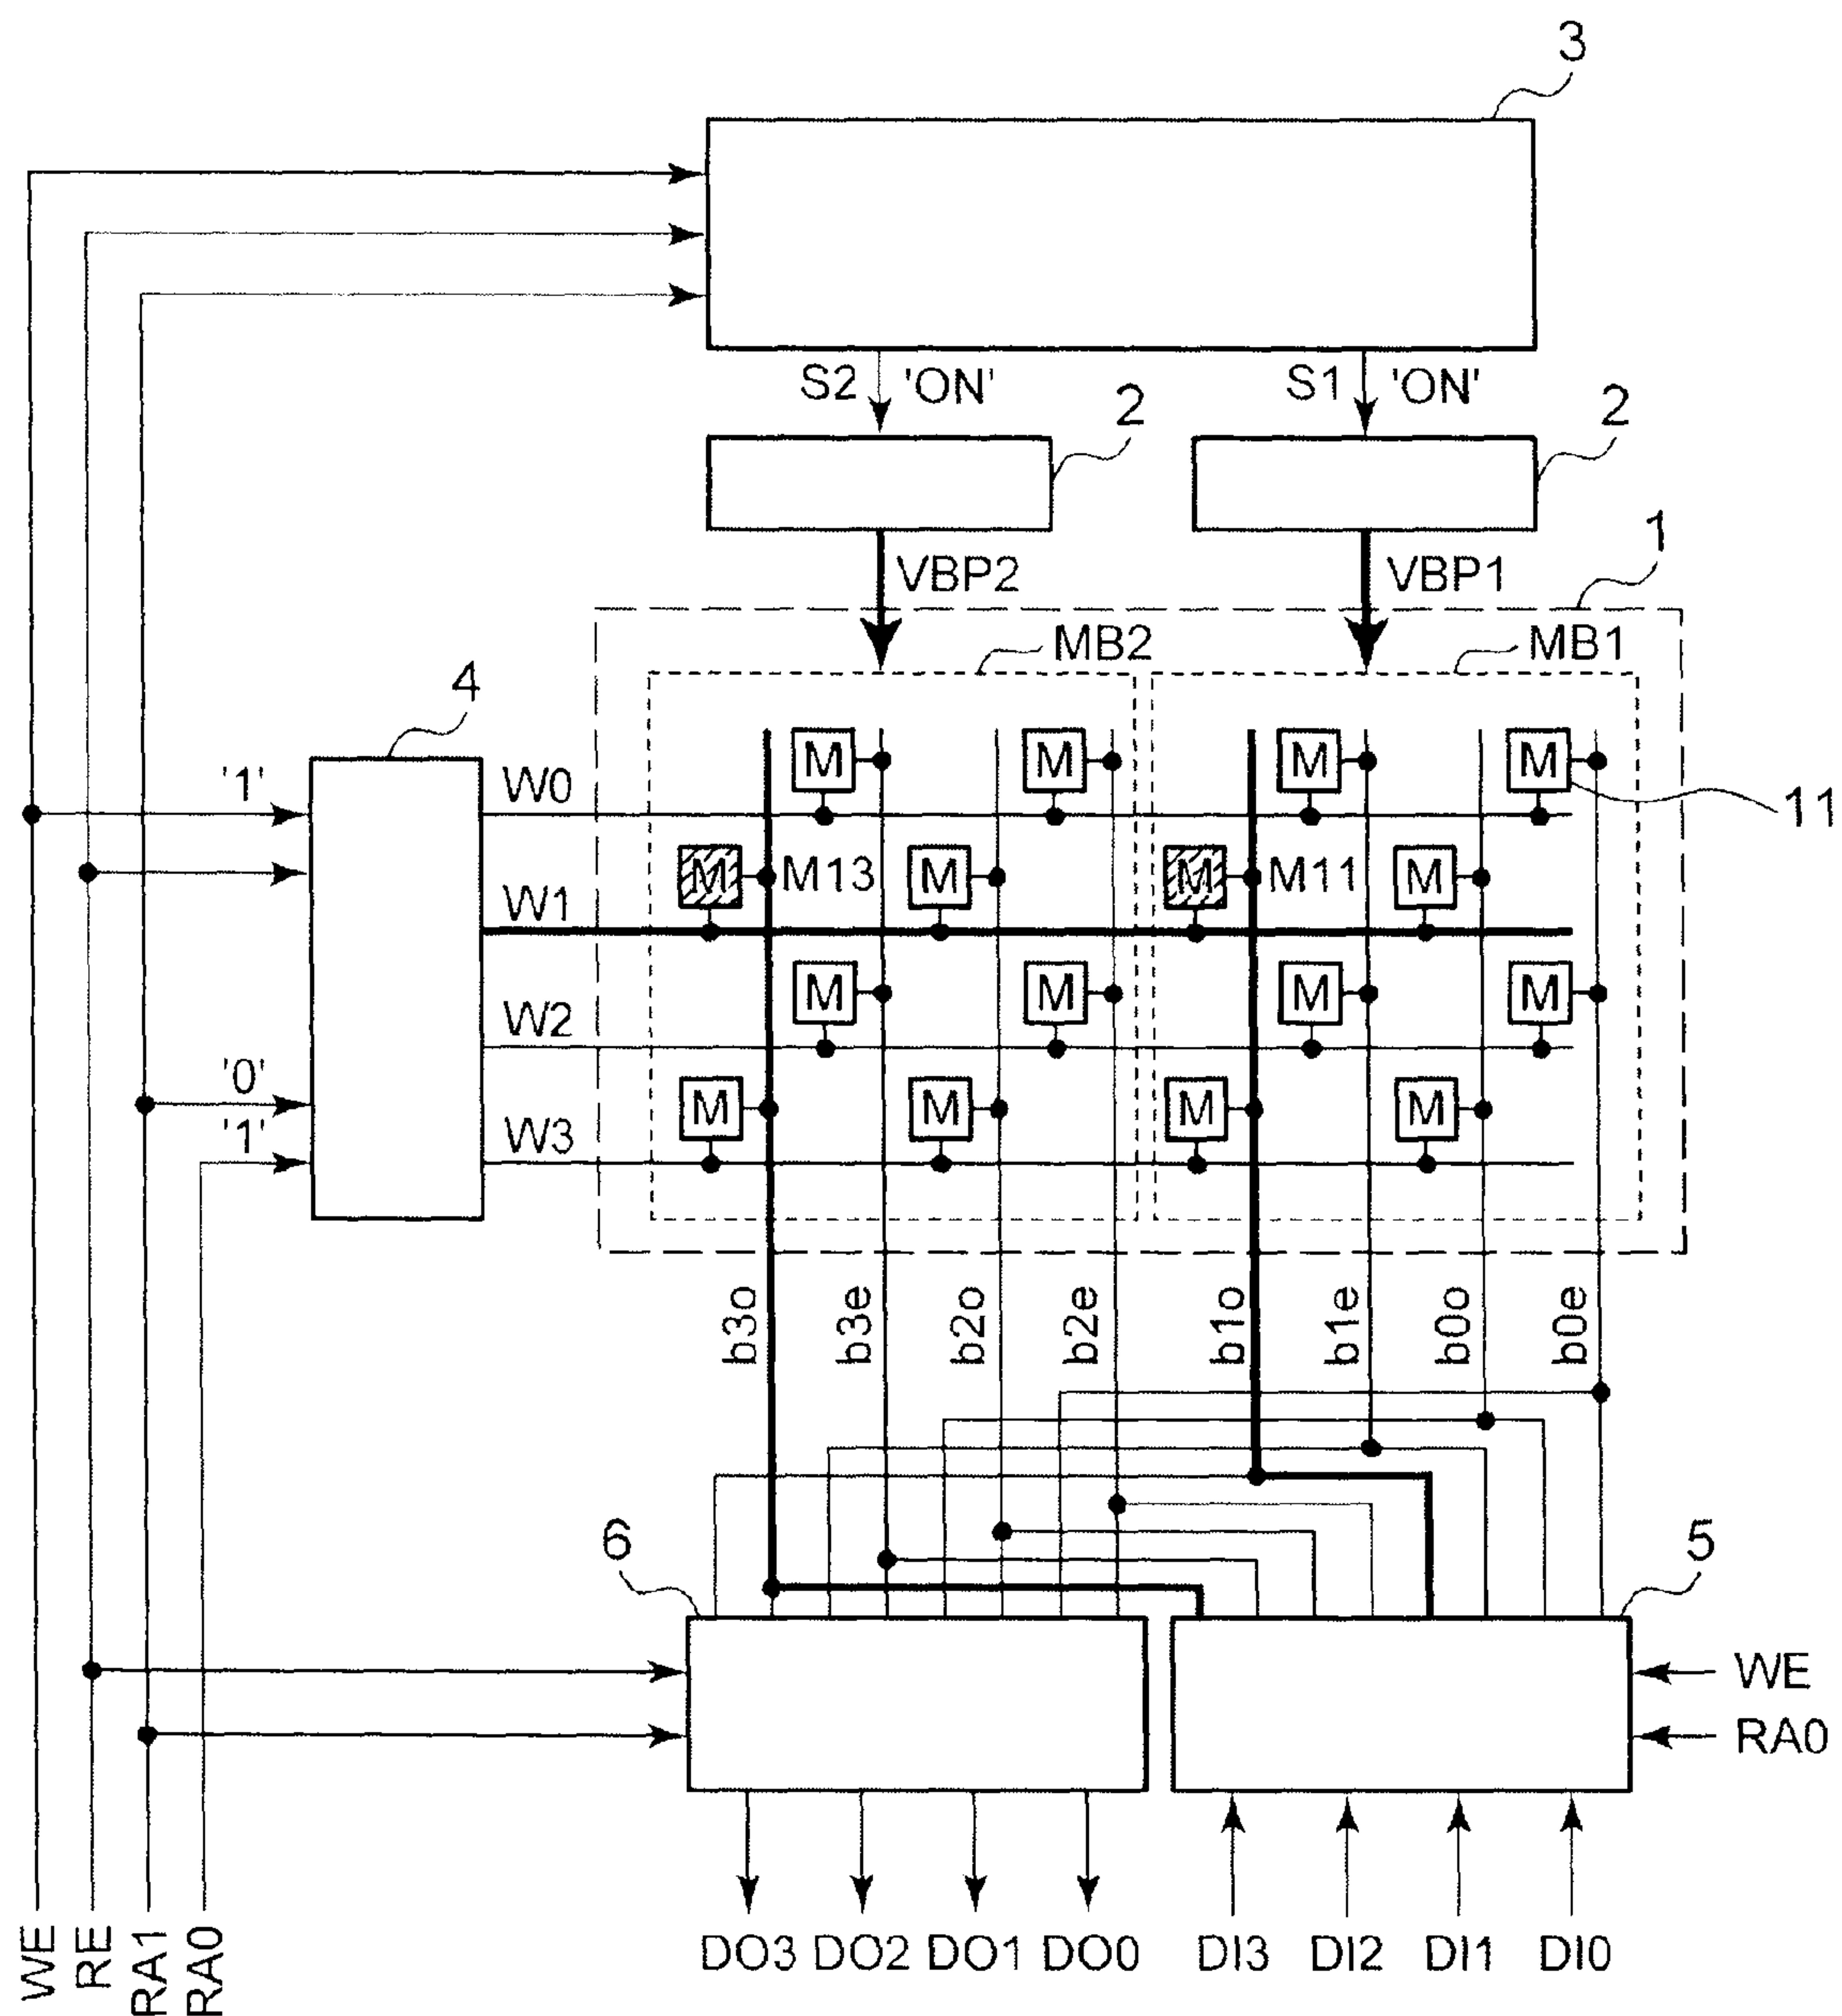 3
S2 'ON' S1 'ON'
2 2
VBP2 VBP1 1
MB2 MB1
4
'1' W0 M M M M 11
M M13 M M M11 M
W1
M M M M
W2
'0' M M M M
'1' W3
b3o b3e b2o b2e b1o b1e b0o b0e
6 5
WE
RA0
WE RE RA1 RA0 DO3 DO2 DO1 DO0 DI3 DI2 DI1 DI0